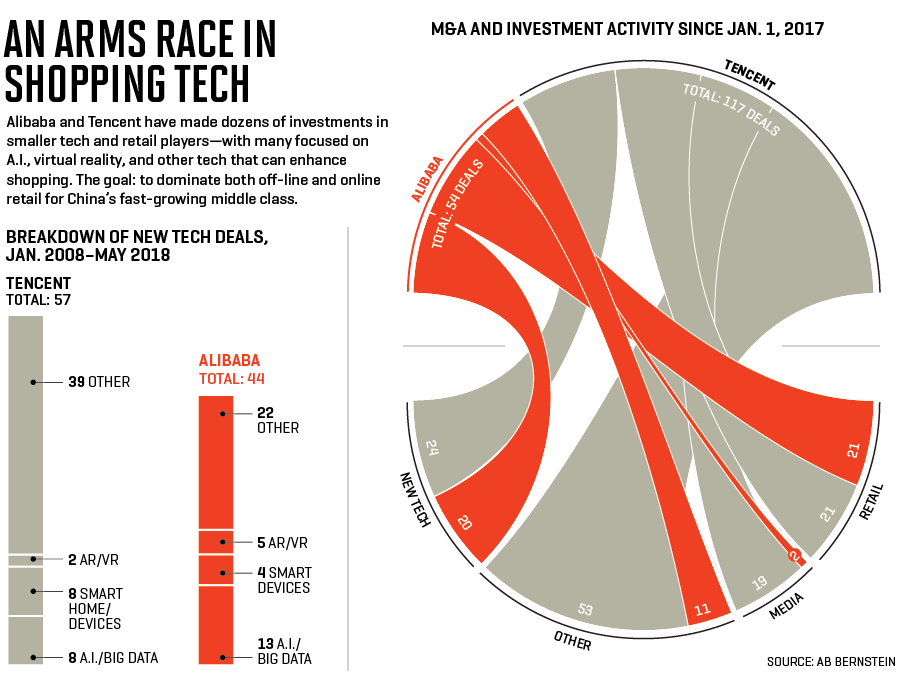 AN ARMS RACE IN
SHOPPING TECH
Alibaba and Tencent have made dozens of investments in
smaller tech and retail players—with many focused on
A.I., virtual reality, and other tech that can enhance
shopping. The goal: to dominate both off-line and online
retail for China's fast-growing middle class.
BREAKDOWN OF NEW TECH DEALS,
JAN. 2008–MAY 2018
TENCENT
TOTAL: 57
39 OTHER
2 AR/VR
8 SMART
HOME/
DEVICES
8 A.I./BIG DATA
ALIBABA
TOTAL: 44
22
OTHER
5 AR/VR
4 SMART
DEVICES
13 A.I./
BIG DATA
M&A AND INVESTMENT ACTIVITY SINCE JAN. 1, 2017
TENCENT
TOTAL: 117 DEALS
ALIBABA
TOTAL: 54 DEALS
24
20
NEW TECH
53
11
OTHER
19
2
MEDIA
21
21
RETAIL
SOURCE: AB BERNSTEIN